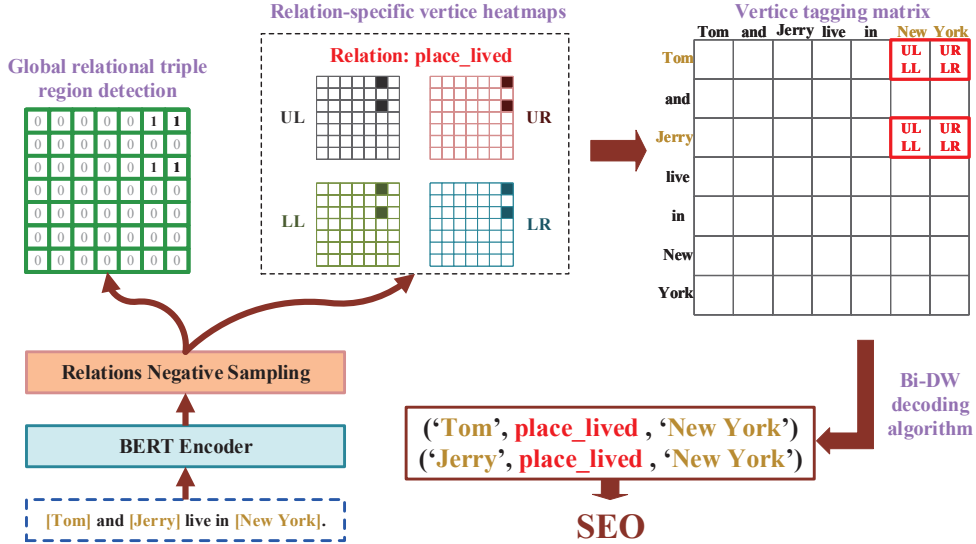 Relation-specific vertice heatmaps
Vertice tagging matrix
Global relational triple
region detection
Relation: place_lived
UL
UR
LL
LR
0 0 0 0 0 1 1
0 0 0 0 0 0 0
0 0 0 0 0 1 1
0 0 0 0 0 0 0
0 0 0 0 0 0 0
0 0 0 0 0 0 0
0 0 0 0 0 0 0
Tom and Jerry live in New York
Tom
UL UR
LL LR
and
Jerry
UL UR
LL LR
live
in
New
York
Relations Negative Sampling
BERT Encoder
[Tom] and [Jerry] live in [New York].
Bi-DW
decoding
algorithm
(‘Tom’, place_lived , ‘New York’)
(‘Jerry’, place_lived , ‘New York’)
SEO